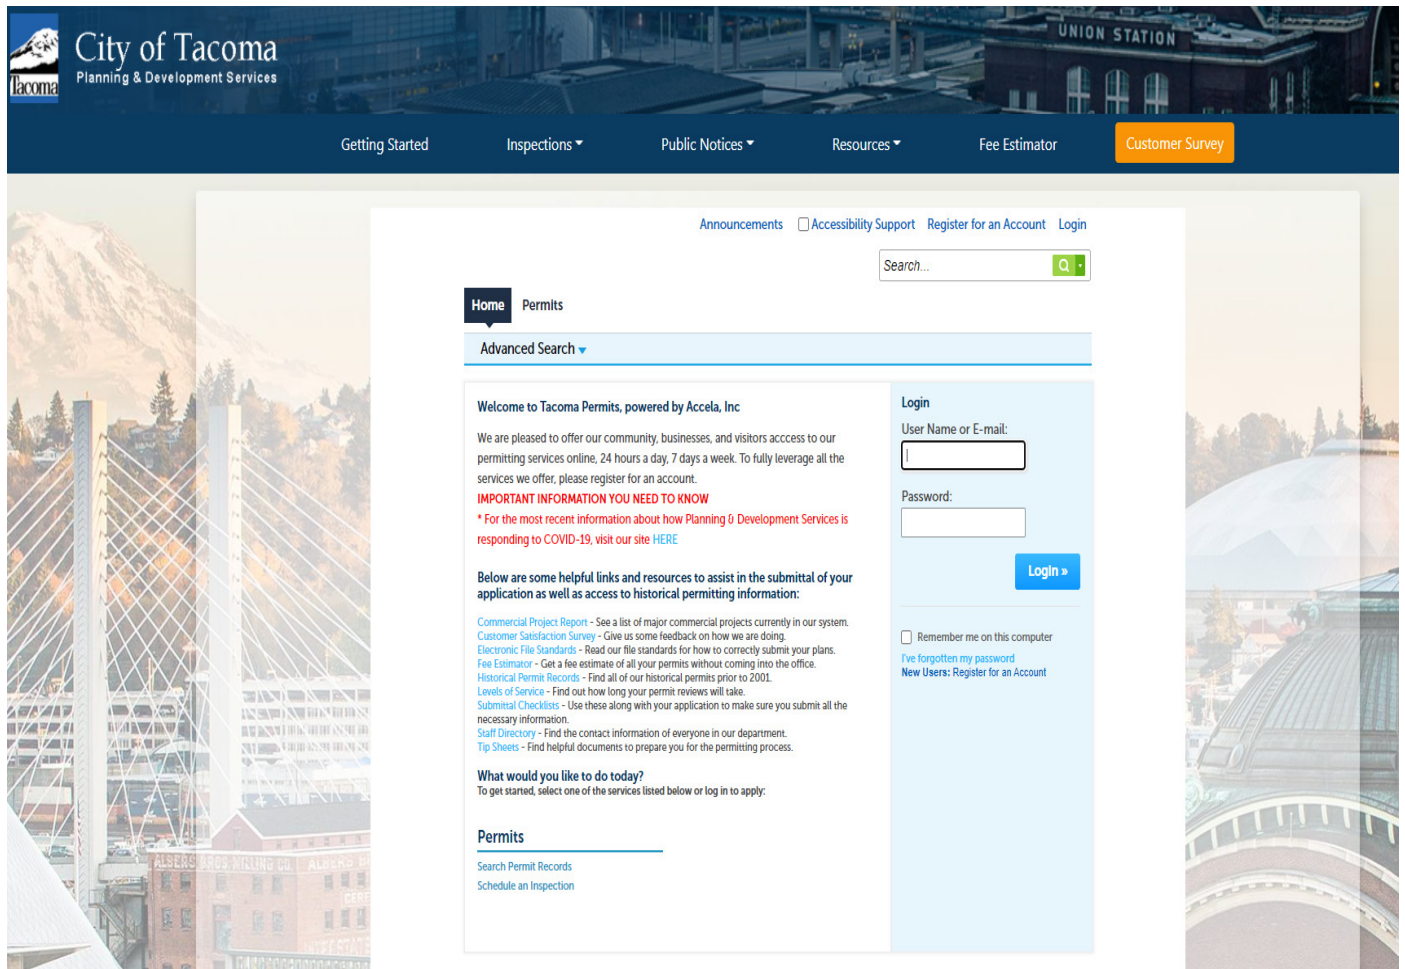 City of Tacoma
Planning & Development Services
Tacoma
UNION STATION
Getting Started
Inspections
Public Notices
Resources
Fee Estimator
Customer Survey
Announcements
Accessibility Support
Register for an Account
Login
Search...
Home
Permits
Advanced Search
Welcome to Tacoma Permits, powered by Accela, Inc
We are pleased to offer our community, businesses, and visitors acccess to our
permitting services online, 24 hours a day, 7 days a week. To fully leverage all the
services we offer, please register for an account.
IMPORTANT INFORMATION YOU NEED TO KNOW
* For the most recent information about how Planning & Development Services is
responding to COVID-19, visit our site HERE
Below are some helpful links and resources to assist in the submittal of your
application as well as access to historical permitting information:
Commercial Project Report - See a list of major commercial projects currently in our system.
Customer Satisfaction Survey - Give us some feedback on how we are doing.
Electronic File Standards - Read our file standards for how to correctly submit your plans.
Fee Estimator - Get a fee estimate of all your permits without coming into the office.
Historical Permit Records - Find all of our historical permits prior to 2001.
Levels of Service - Find out how long your permit reviews will take.
Submittal Checklists - Use these along with your application to make sure you submit all the
necessary information.
Staff Directory - Find the contact information of everyone in our department.
Tip Sheets - Find helpful documents to prepare you for the permitting process.
What would you like to do today?
To get started, select one of the services listed below or log in to apply:
Permits
Search Permit Records
Schedule an Inspection
Login
User Name or E-mail:
Password:
Login »
Remember me on this computer
I've forgotten my password
New Users: Register for an Account
ALBERS BROS. MILLING CO.
ALBERS